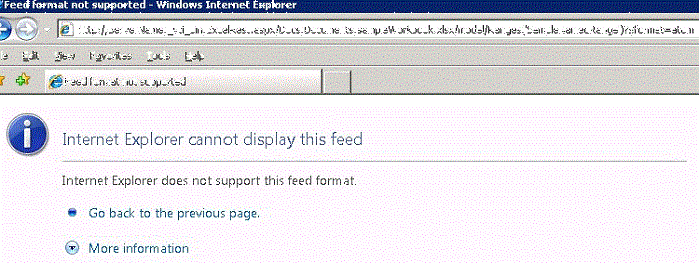 Feed format not supported - Windows Internet Explorer
Edit View Favorites Tools Help
Feed format not supported
Internet Explorer cannot display this feed
Internet Explorer does not support this feed format.
Go back to the previous page.
More information